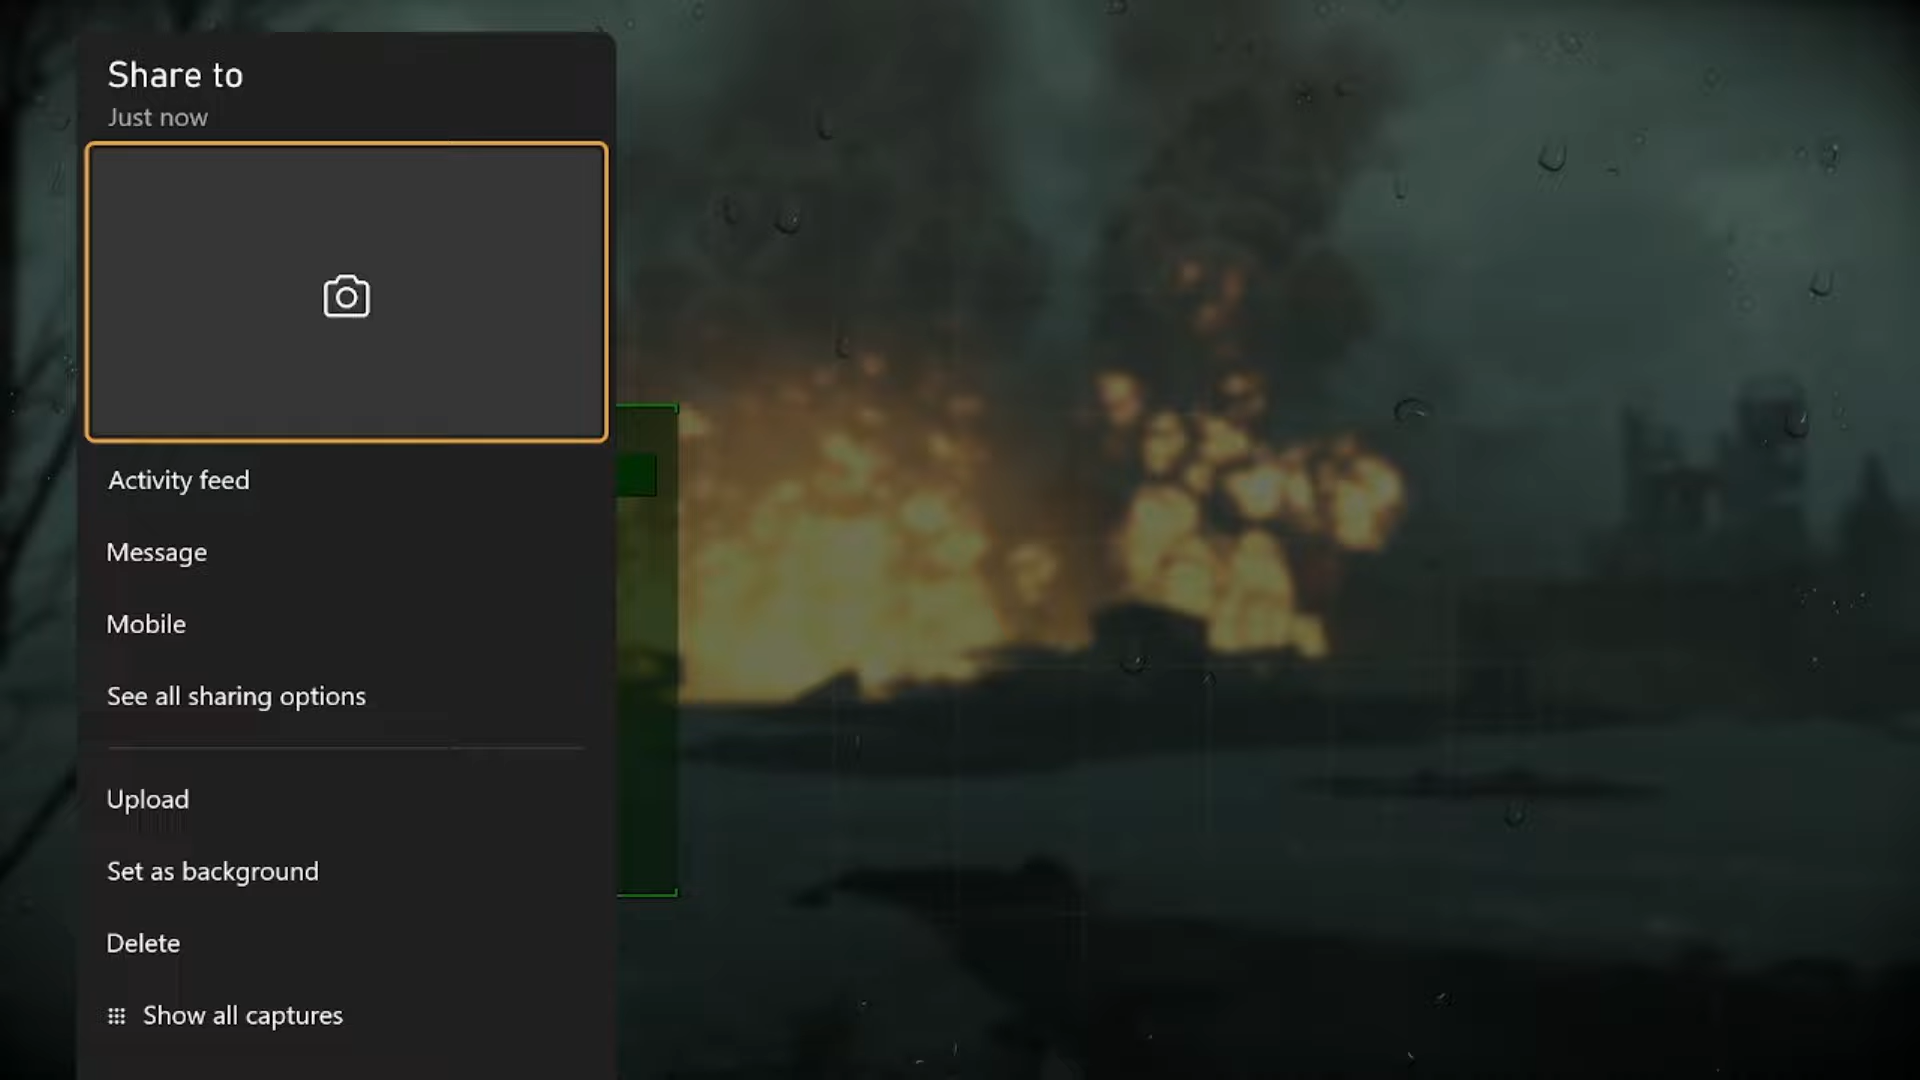 Share to
Just now
Activity feed
Message
Mobile
See all sharing options
Upload
Set as background
Delete
Show all captures